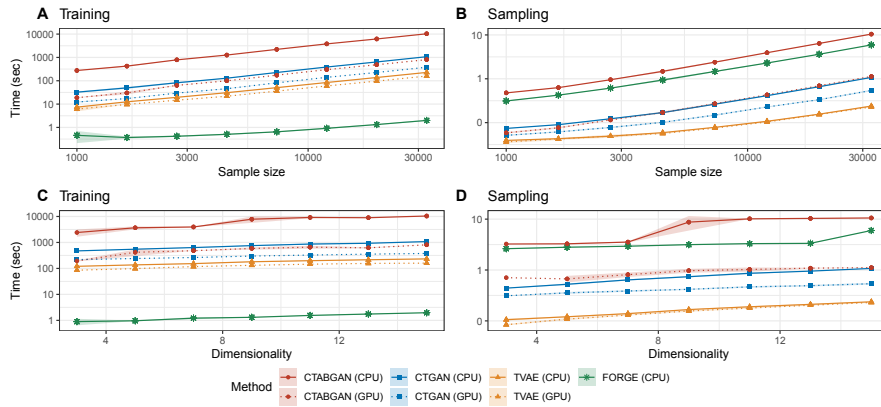 A Training
B Sampling
Time (sec)
10000
1000
100
10
1
1000
3000
10000
30000
Sample size
10
1
0
1000
3000
10000
30000
Sample size
C Training
D Sampling
Time (sec)
10000
1000
100
10
1
4
8
12
Dimensionality
10
1
0
4
8
12
Dimensionality
Method
CTABGAN (CPU)
CTGAN (CPU)
TVAE (CPU)
FORGE (CPU)
CTABGAN (GPU)
CTGAN (GPU)
TVAE (GPU)